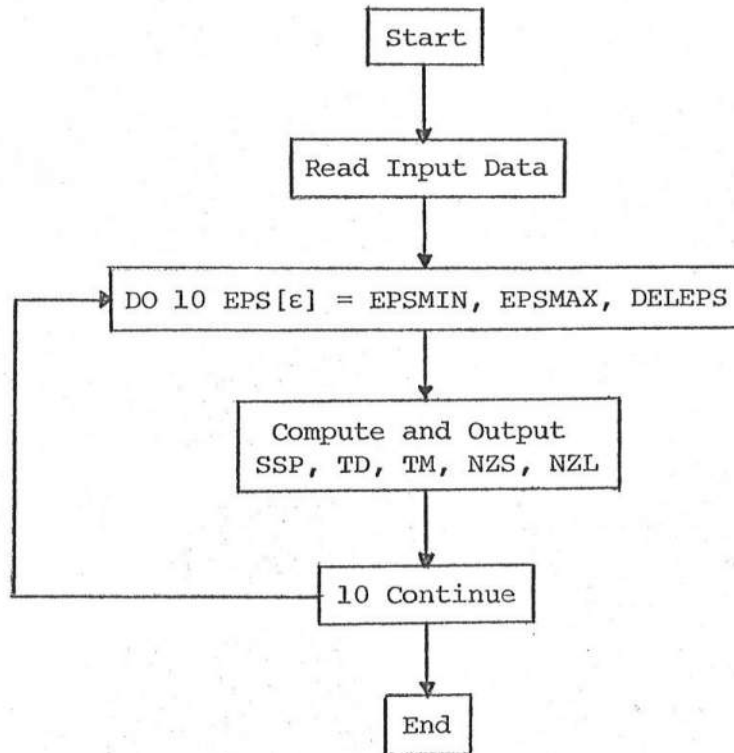 Start
Read Input Data
DO 10 EPS[ε] = EPSMIN, EPSMAX, DELEPS
Compute and Output
SSP, TD, TM, NZS, NZL
10 Continue
End